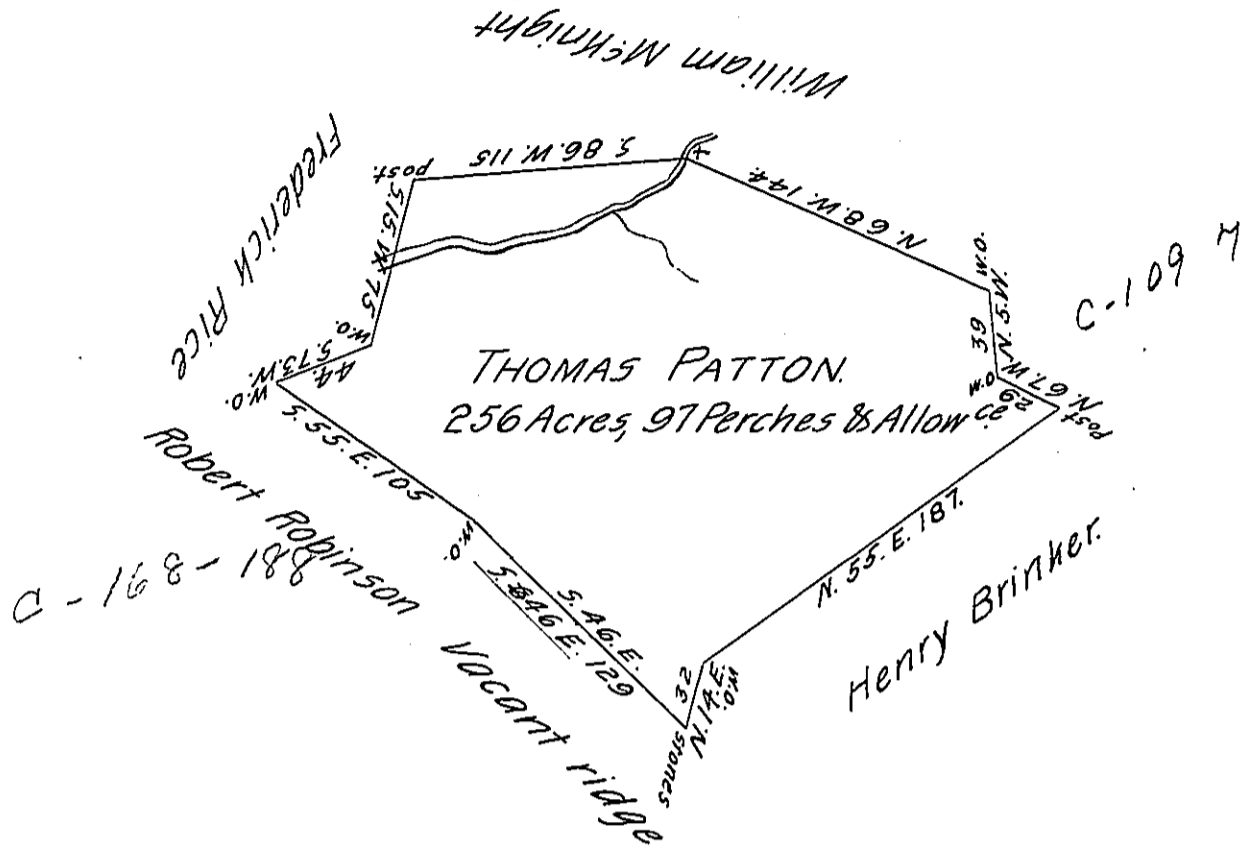 William McKnight
Frederick Rice
S. 86. W. 115
post.
N. 68. W. 144.
S. 15. W. 75
w.o.
S. 73. W.
44.
W.O.
w.o.
N. 5. W.
39
w.o
N. 67. W
29
post
C-109
THOMAS PATTON.
256 Acres, 97 Perches & Allow ce.
S. 55. E. 105
w.o.
Robert Robinson
C-168-188
S. 46. E.
S. 46 E. 129
Vacant ridge
N. 55. E. 187.
Henry Brinker.
32
N. 14. E.
w.o.
stones